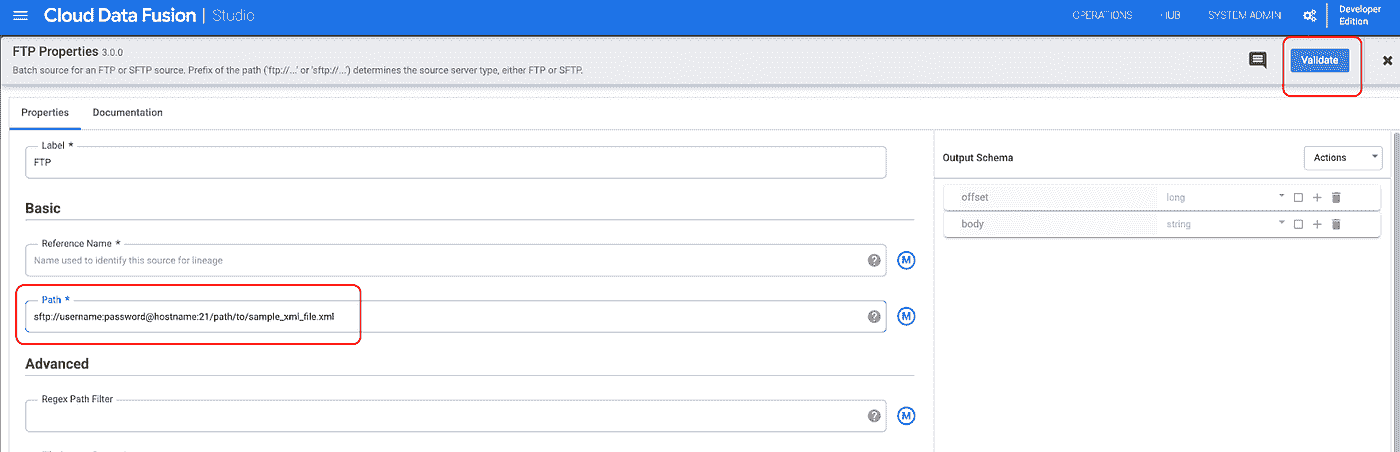 Cloud Data Fusion | Studio
OPERATIONS
HUB
SYSTEM ADMIN
Developer
Edition
FTP Properties 3.0.0
Batch source for an FTP or SFTP source. Prefix of the path ('ftp://...' or 'sftp://...') determines the source server type, either FTP or SFTP.
Validate
Properties
Documentation
Label *
FTP
Basic
Reference Name *
Name used to identify this source for lineage
?
M
Path *
sftp://username:password@hostname:21/path/to/sample_xml_file.xml
?
M
Advanced
Regex Path Filter
?
M
Output Schema
Actions
offset
long
body
string